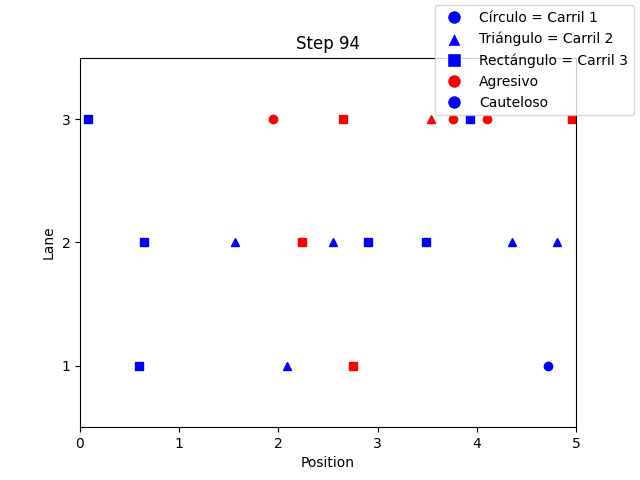 Step 94
Círculo = Carril 1
Triángulo = Carril 2
Rectángulo = Carril 3
Agresivo
Cauteloso
Lane
3
2
1
0 1 2 3 4 5
Position